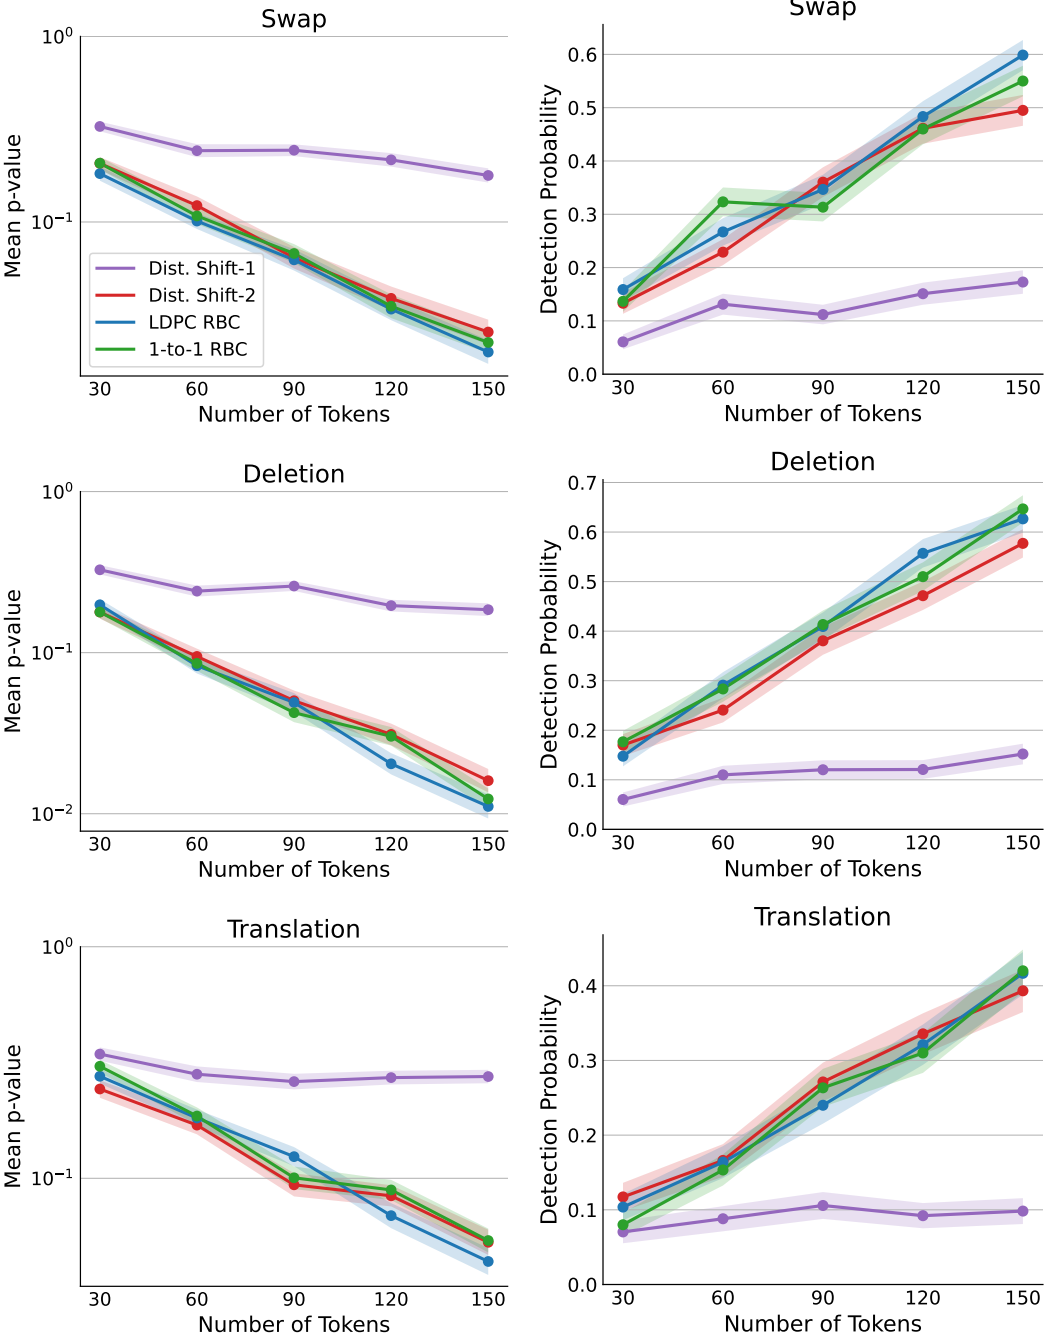 Swap
10⁰
10⁻¹
Mean p-value
Dist. Shift-1
Dist. Shift-2
LDPC RBC
1-to-1 RBC
30 60 90 120 150
Number of Tokens
Swap
0.6
0.5
0.4
0.3
0.2
0.1
0.0
Detection Probability
30 60 90 120 150
Number of Tokens
Deletion
10⁰
10⁻¹
10⁻²
Mean p-value
30 60 90 120 150
Number of Tokens
Deletion
0.7
0.6
0.5
0.4
0.3
0.2
0.1
0.0
Detection Probability
30 60 90 120 150
Number of Tokens
Translation
10⁰
10⁻¹
Mean p-value
30 60 90 120 150
Number of Tokens
Translation
0.4
0.3
0.2
0.1
0.0
Detection Probability
30 60 90 120 150
Number of Tokens